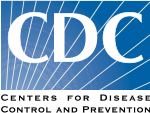 CDC
CENTERS FOR DISEASE
CONTROL AND PREVENTION